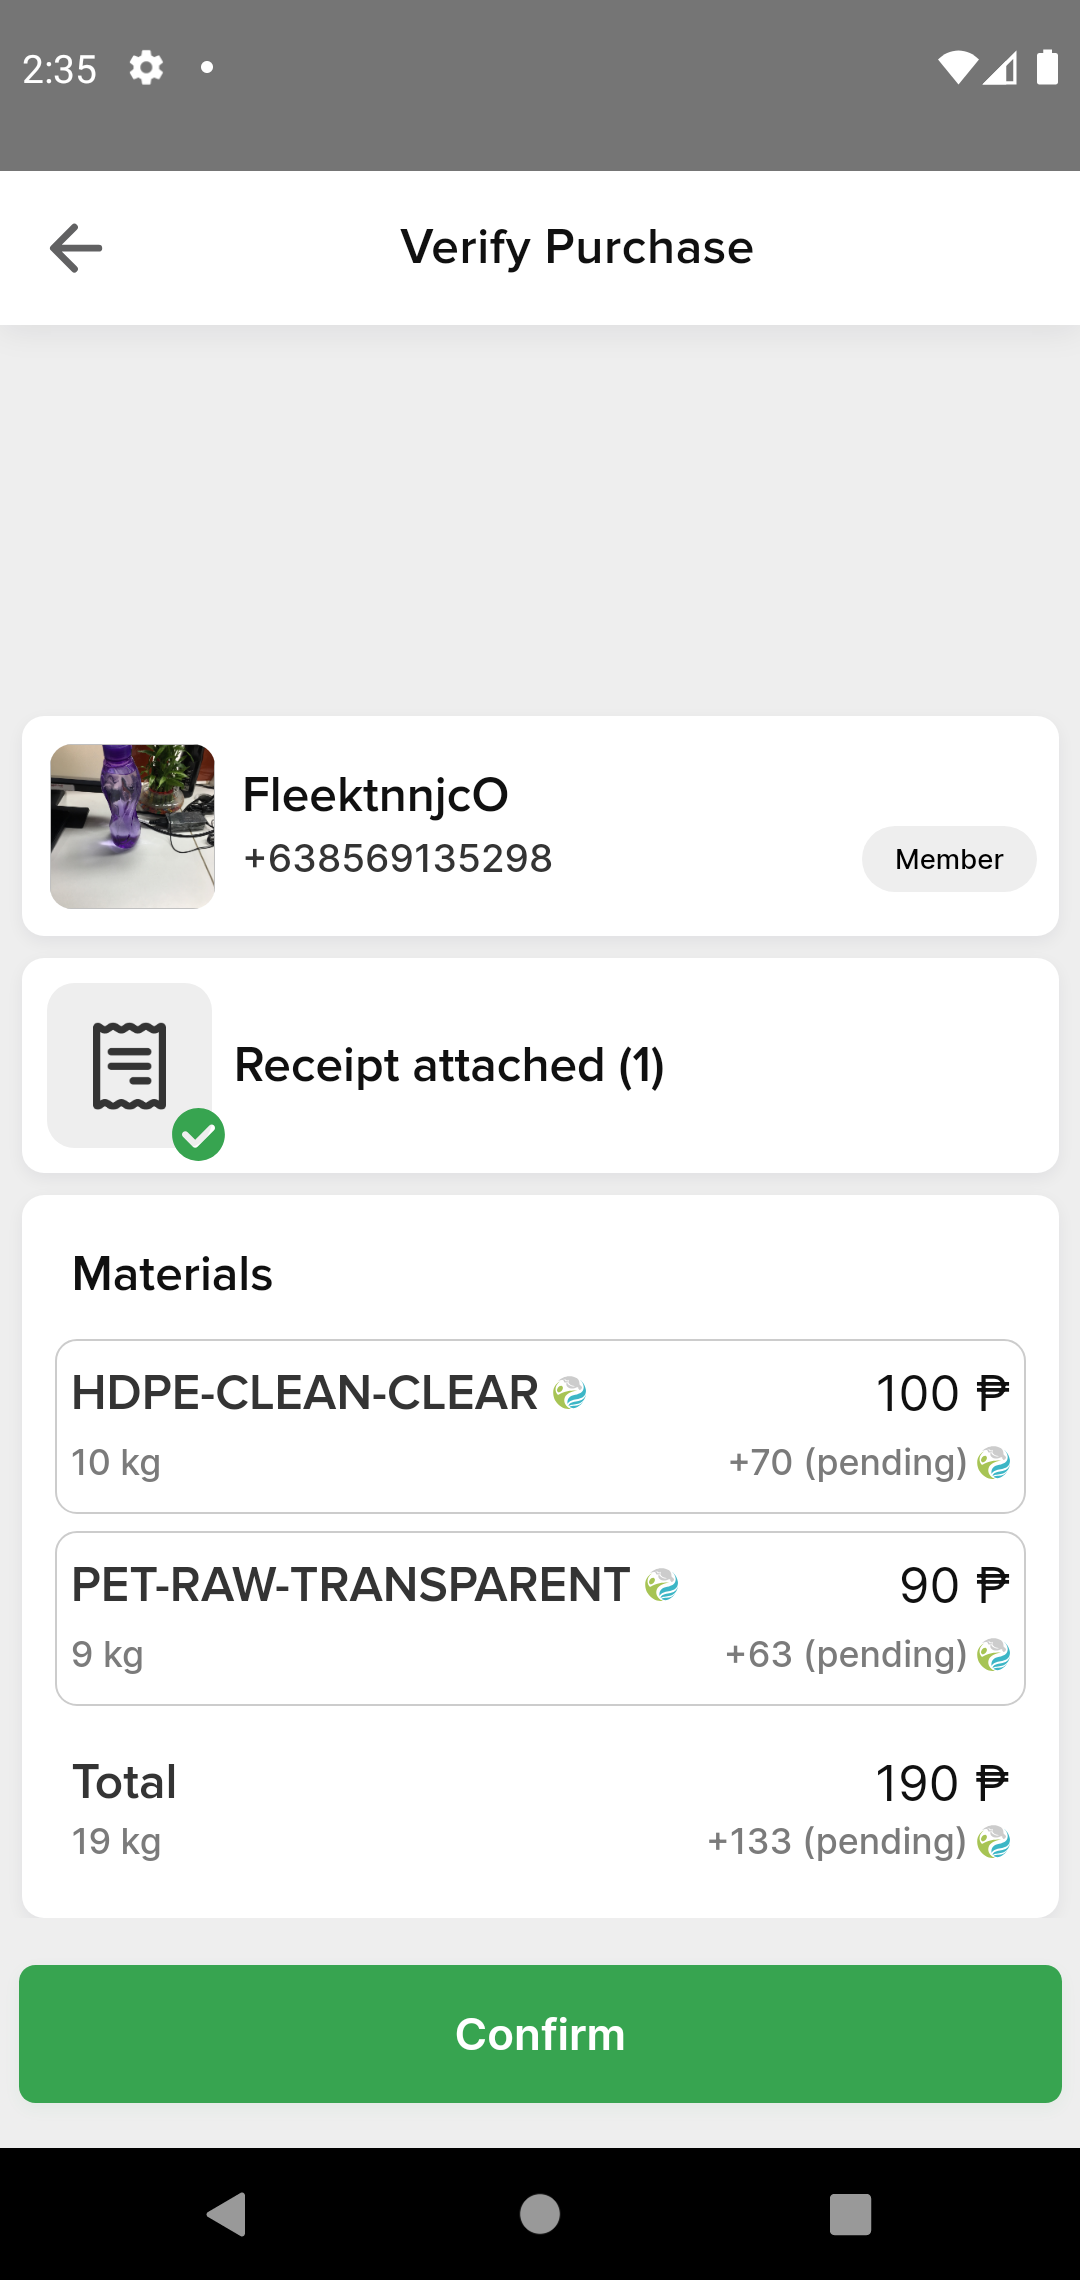 2:35
Verify Purchase
FleektnnjcO
+638569135298
Member
Receipt attached (1)
Materials
HDPE-CLEAN-CLEAR 100 ₱
10 kg +70 (pending)
PET-RAW-TRANSPARENT 90 ₱
9 kg +63 (pending)
Total 190 ₱
19 kg +133 (pending)
Confirm